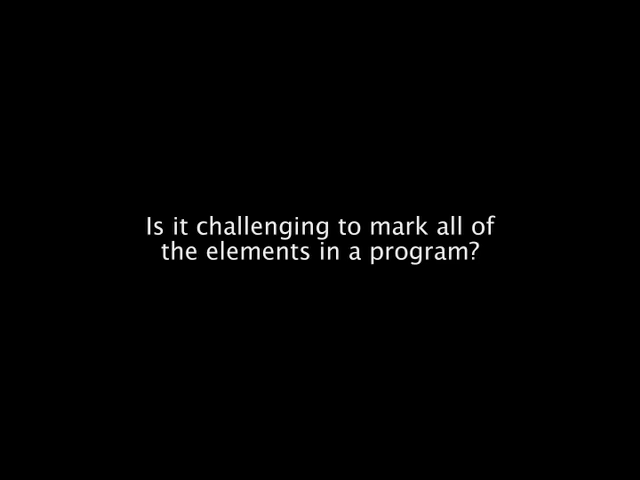 Is it challenging to mark all of
the elements in a program?